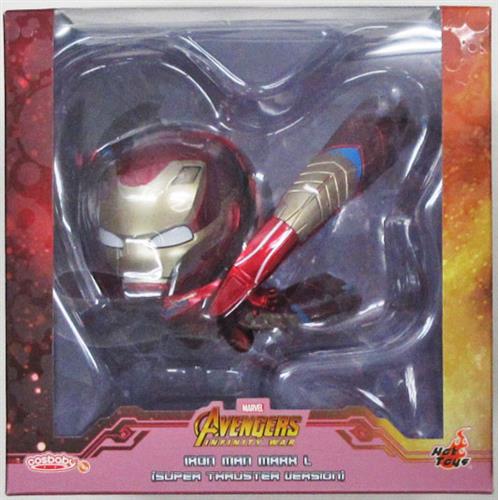 MARVEL
AVENGERS
INFINITY WAR
IRON MAN MARK L
(SUPER THRUSTER VERSION)
cosbaby
Hot Toys